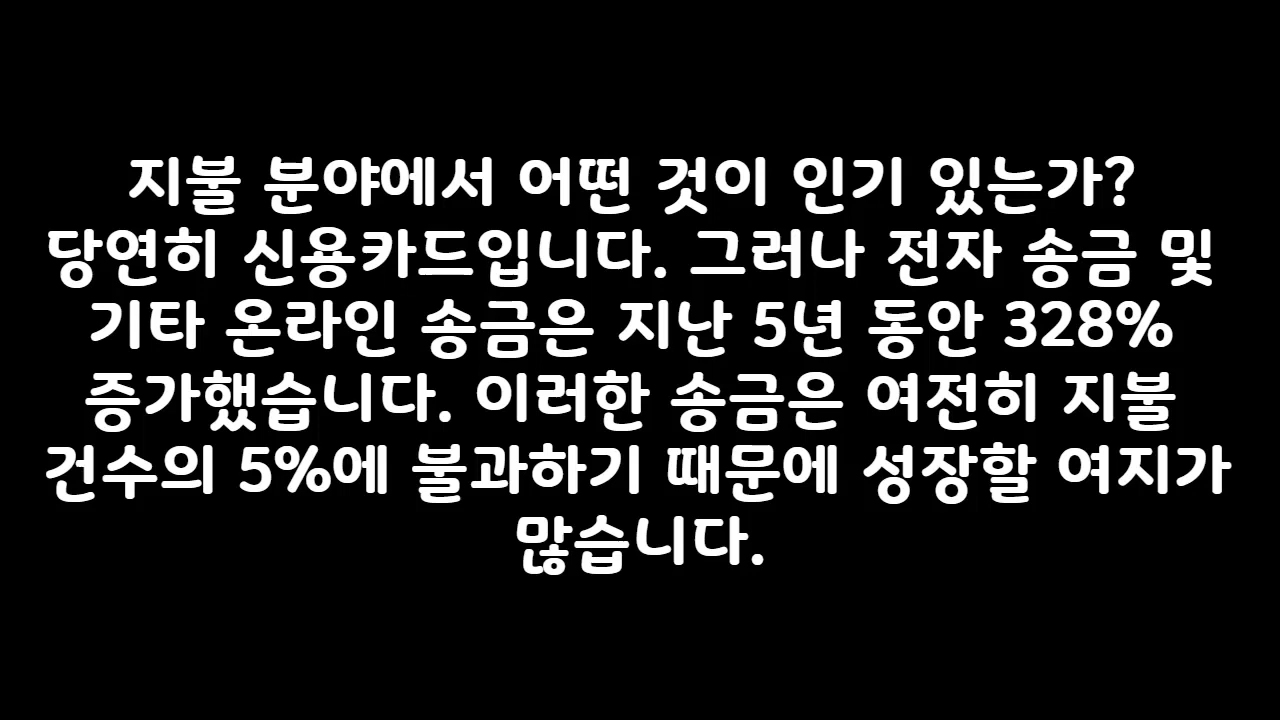 지불 분야에서 어떤 것이 인기 있는가?
당연히 신용카드입니다. 그러나 전자 송금 및
기타 온라인 송금은 지난 5년 동안 328%
증가했습니다. 이러한 송금은 여전히 지불
건수의 5%에 불과하기 때문에 성장할 여지가
많습니다.